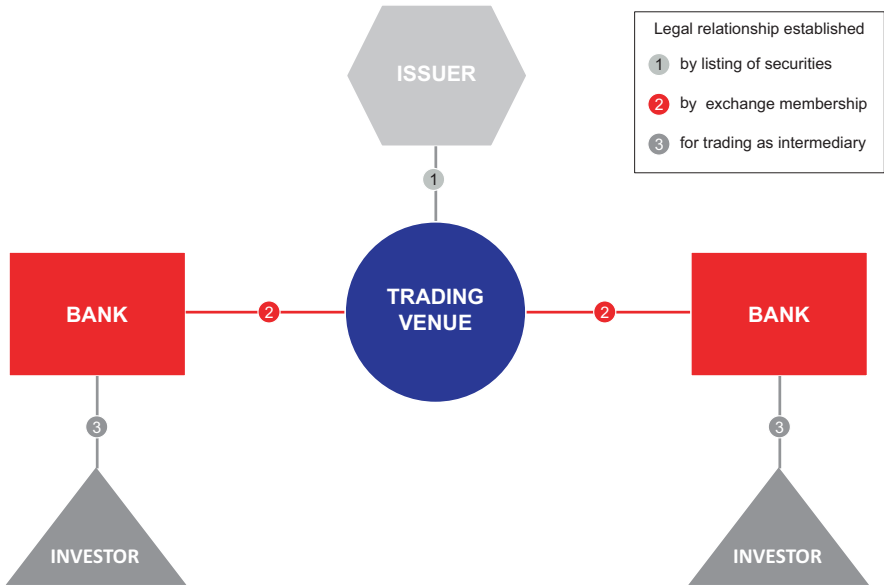 ISSUER
Legal relationship established
1 by listing of securities
2 by exchange membership
3 for trading as intermediary
1
BANK
2
TRADING
VENUE
2
BANK
3
3
INVESTOR
INVESTOR